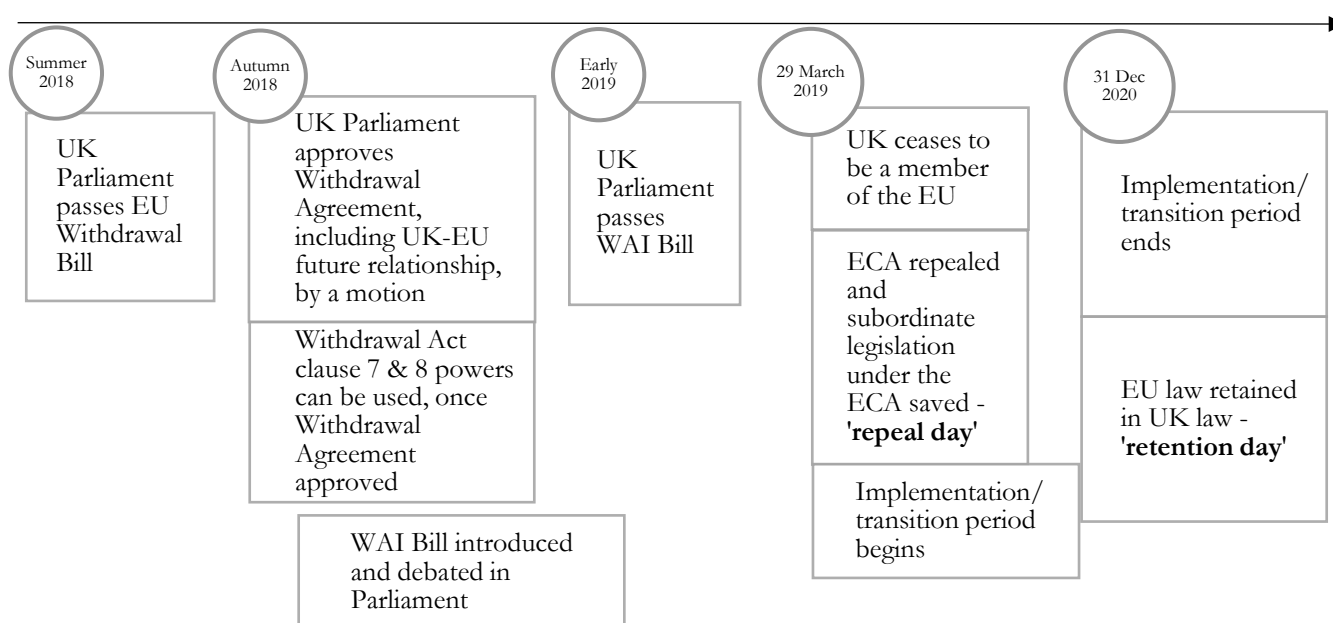 Summer
2018
UK
Parliament
passes EU
Withdrawal
Bill
Autumn
2018
UK Parliament
approves
Withdrawal
Agreement,
including UK-EU
future relationship,
by a motion
Withdrawal Act
clause 7 & 8 powers
can be used, once
Withdrawal
Agreement
approved
WAI Bill introduced
and debated in
Parliament
Early
2019
UK
Parliament
passes
WAI Bill
29 March
2019
UK ceases to
be a member
of the EU
ECA repealed
and
subordinate
legislation
under the
ECA saved -
'repeal day'
Implementation/
transition period
begins
31 Dec
2020
Implementation/
transition period
ends
EU law retained
in UK law -
'retention day'